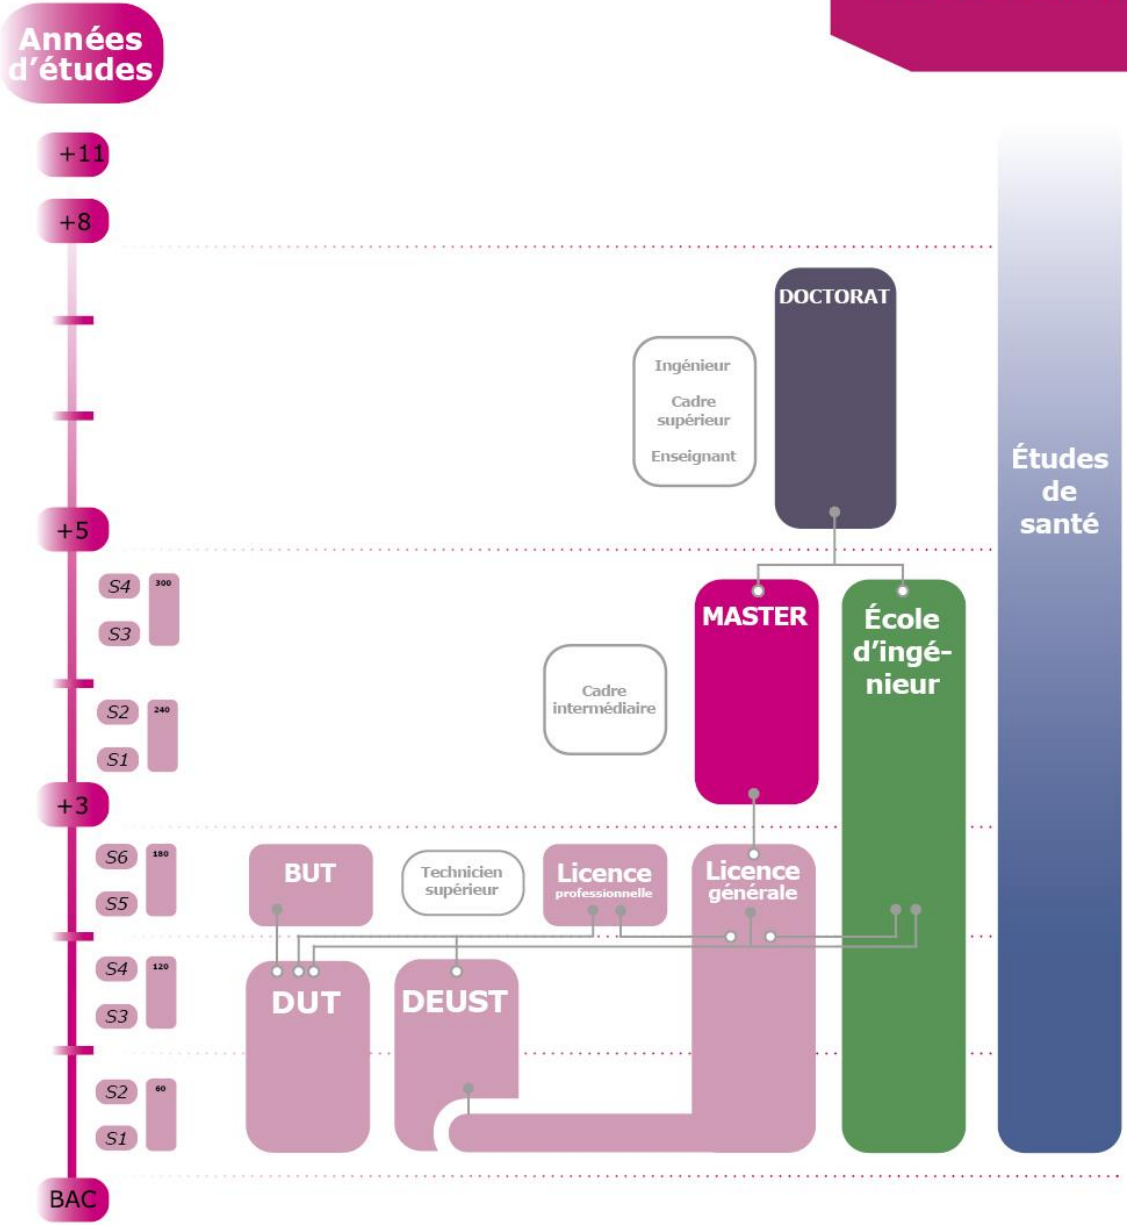 Années
d'études
+11
+8
DOCTORAT
Ingénieur
Cadre
supérieur
Enseignant
Études
de
santé
+5
S4
300
S3
MASTER
École
d'ingé-
nieur
Cadre
intermédiaire
S2
240
S1
+3
S6
180
S5
BUT
Technicien
supérieur
Licence
professionnelle
Licence
générale
S4
120
S3
DUT
DEUST
S2
60
S1
BAC